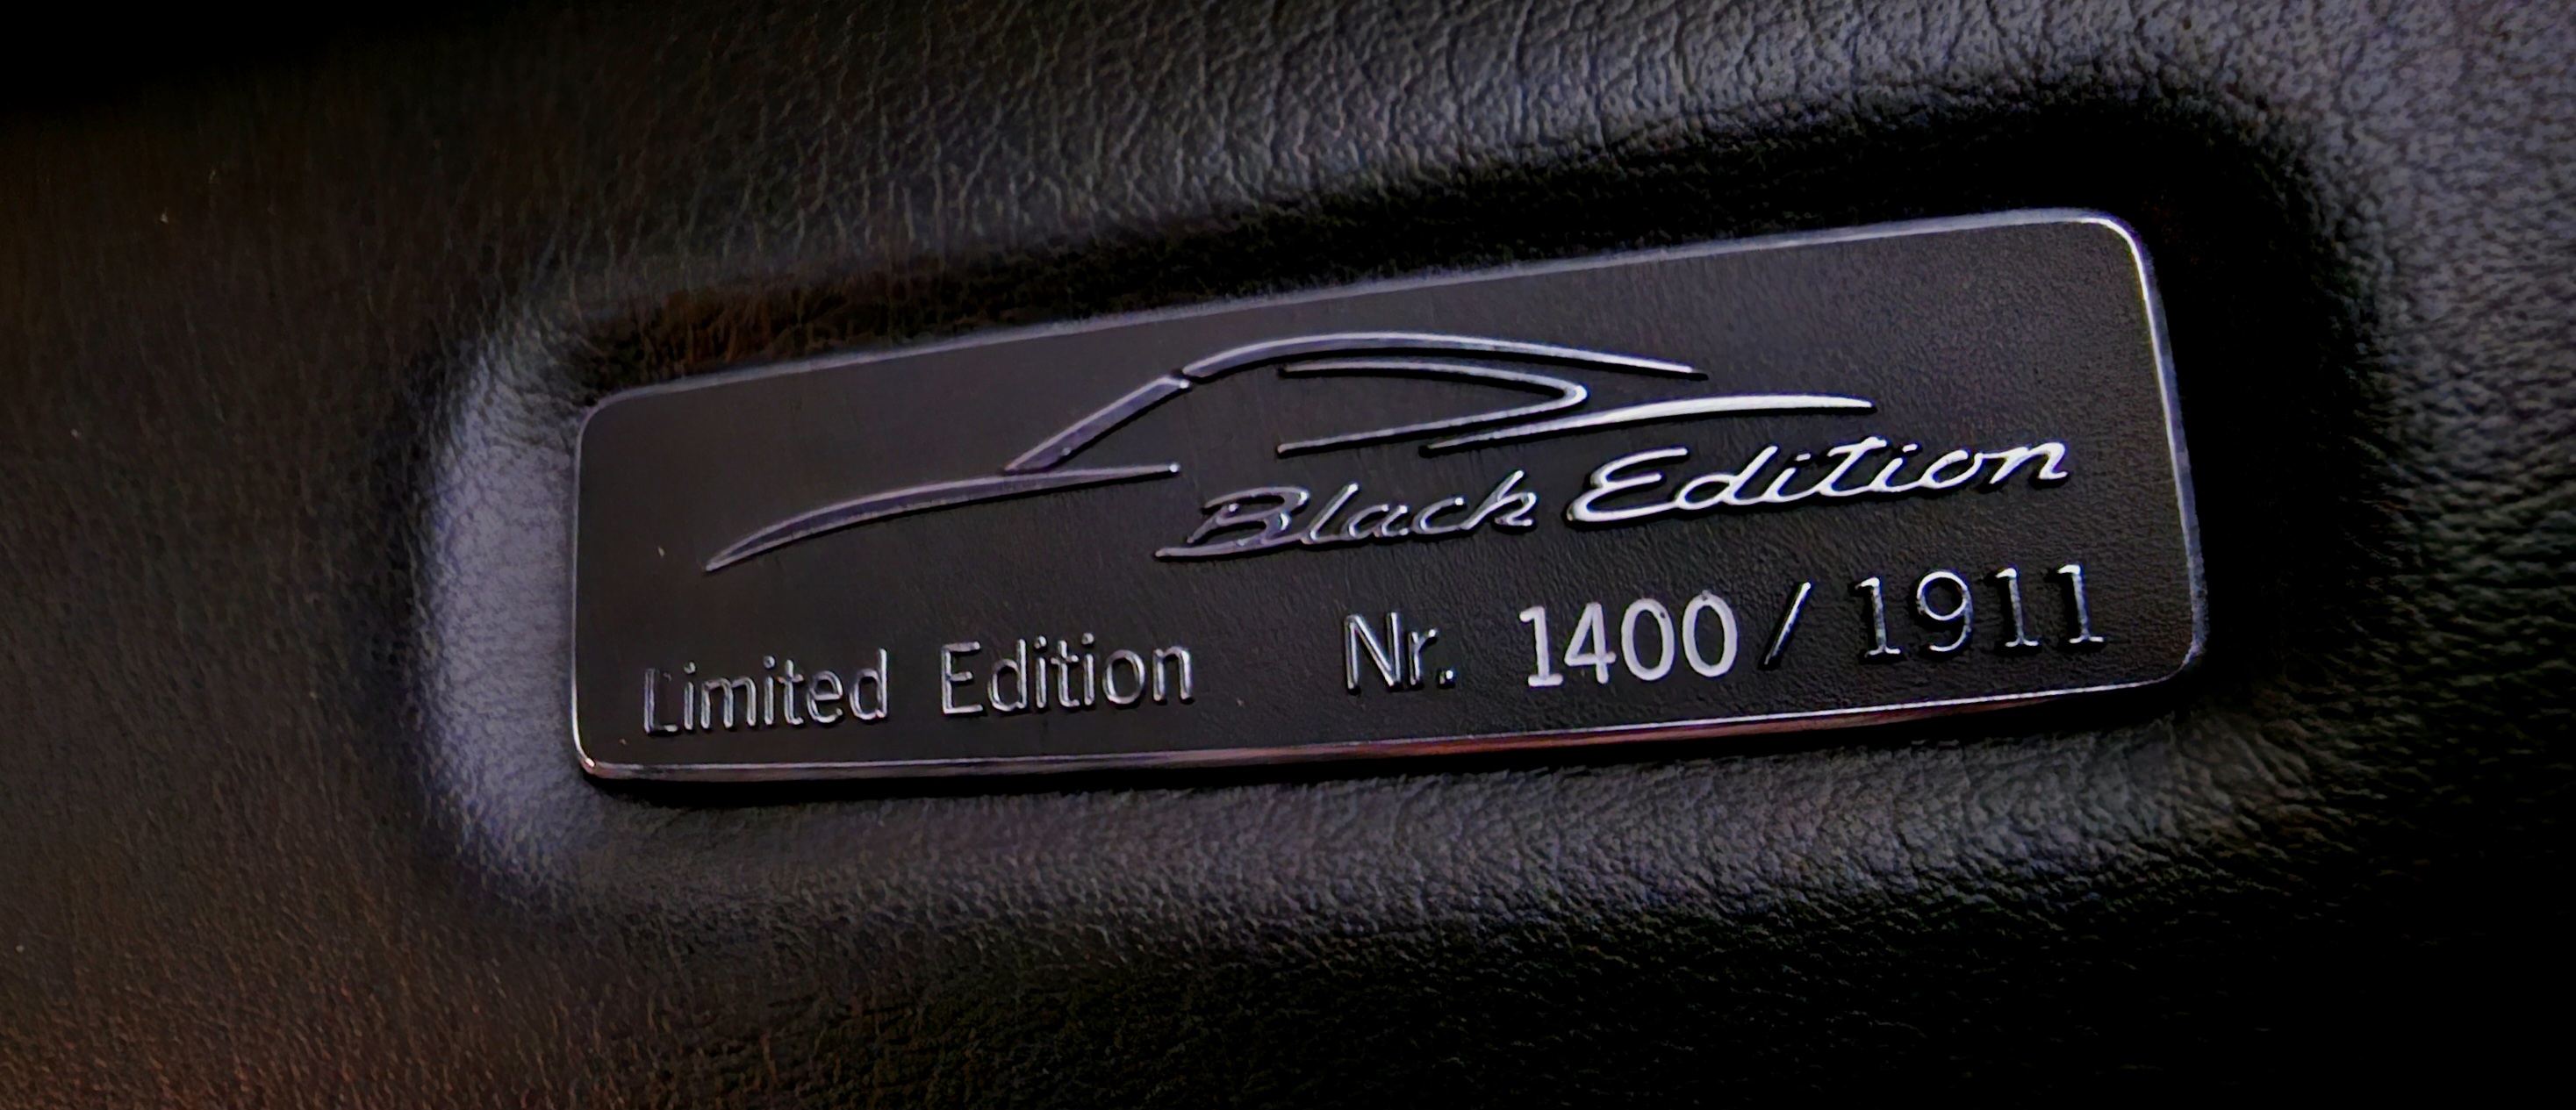 Black Edition
Limited Edition Nr. 1400 / 1911